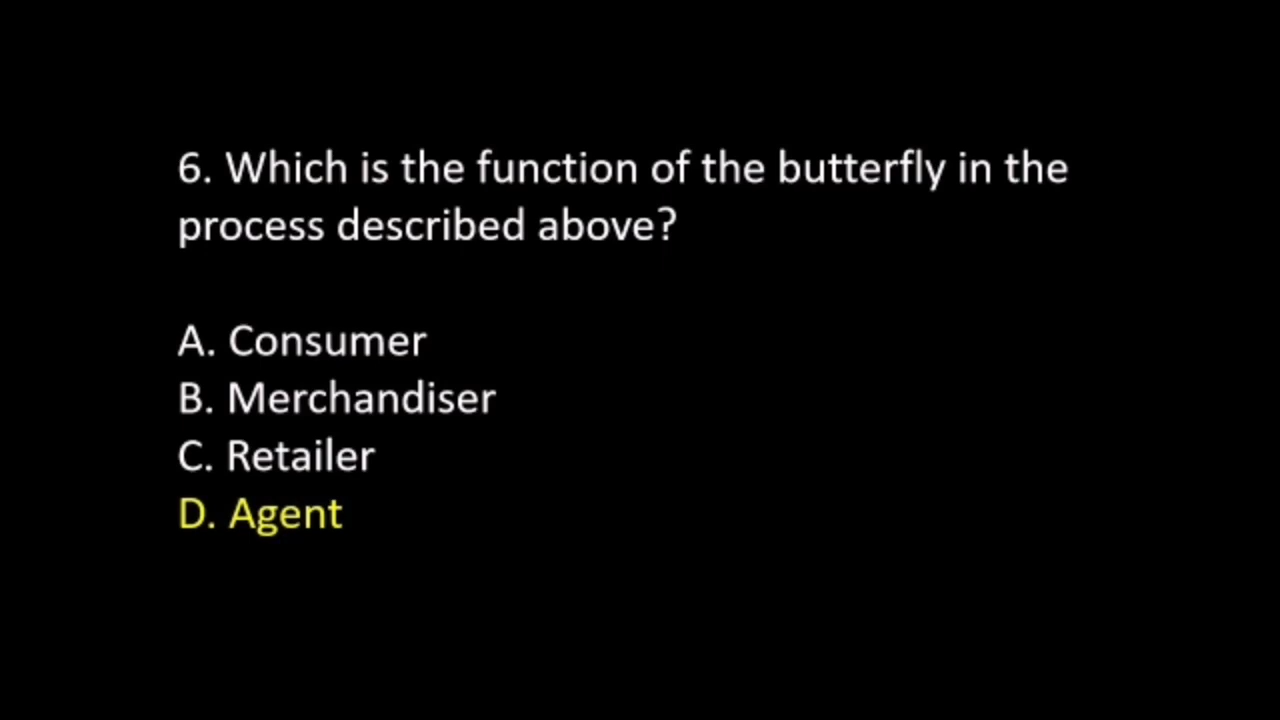 6. Which is the function of the butterfly in the
process described above?
A. Consumer
B. Merchandiser
C. Retailer
D. Agent